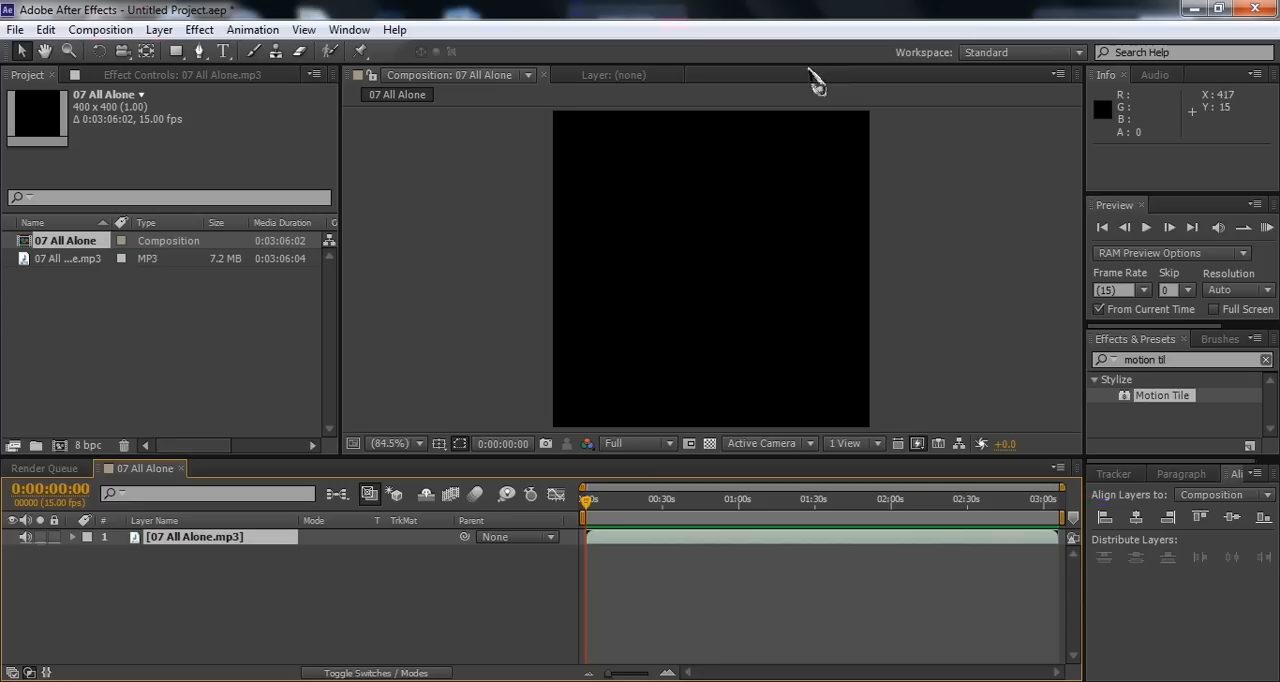 Adobe After Effects - Untitled Project.aep *
File Edit Composition Layer Effect Animation View Window Help
Workspace: Standard Search Help
Project Effect Controls: 07 All Alone.mp3
Composition: 07 All Alone Layer: (none)
07 All Alone
07 All Alone
400 x 400 (1.00)
Δ 0:03:06:02, 15.00 fps
Info Audio
R : X : 417
G : Y : 15
B :
A : 0
Name Type Size Media Duration
07 All Alone Composition 0:03:06:02
07 All ...e.mp3 MP3 7.2 MB 0:03:06:04
8 bpc
(84.5%) 0:00:00:00 Full Active Camera 1 View +0.0
Preview
RAM Preview Options
Frame Rate Skip Resolution
(15) 0 Auto
From Current Time Full Screen
Effects & Presets Brushes
motion til
Stylize
Motion Tile
Render Queue 07 All Alone
0:00:00:00
00000 (15.00 fps)
00:30s 01:00s 01:30s 02:00s 02:30s 03:00s
# Layer Name Mode T TrkMat Parent
1 [07 All Alone.mp3] None
Toggle Switches / Modes
Tracker Paragraph Ali
Align Layers to: Composition
Distribute Layers: